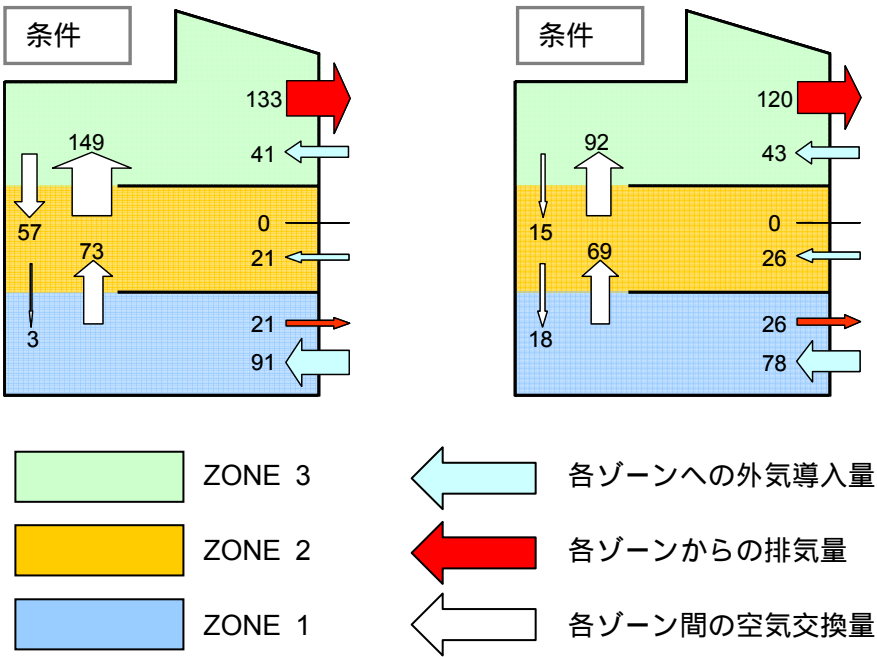 条件
133
149
41
57
0
73
21
21
3
91
条件
120
92
43
15
0
69
26
26
18
78
ZONE 3
各ゾーンへの外気導入量
ZONE 2
各ゾーンからの排気量
ZONE 1
各ゾーン間の空気交換量